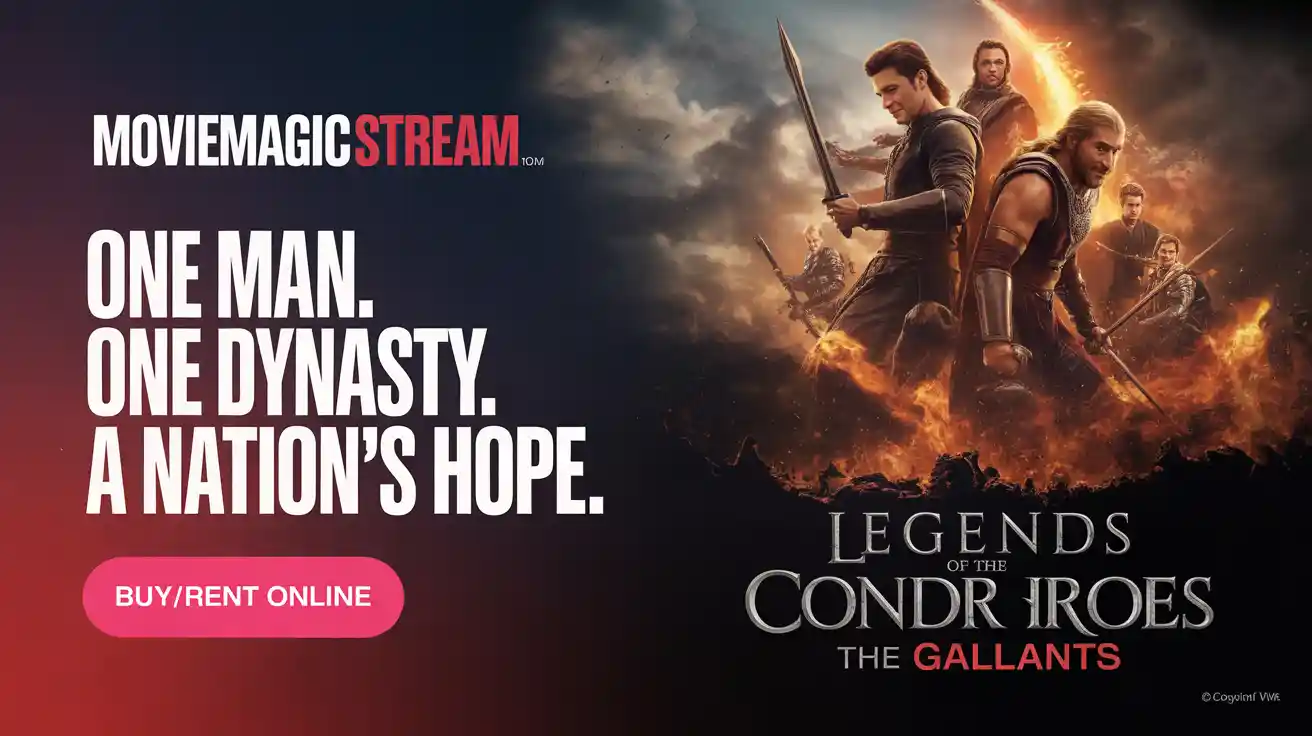 MOVIEMAGICSTREAM
ONE MAN.
ONE DYNASTY.
A NATION'S HOPE.
BUY/RENT ONLINE
LEGENDS
OF THE
CONDR IROES
THE GALLANTS
©